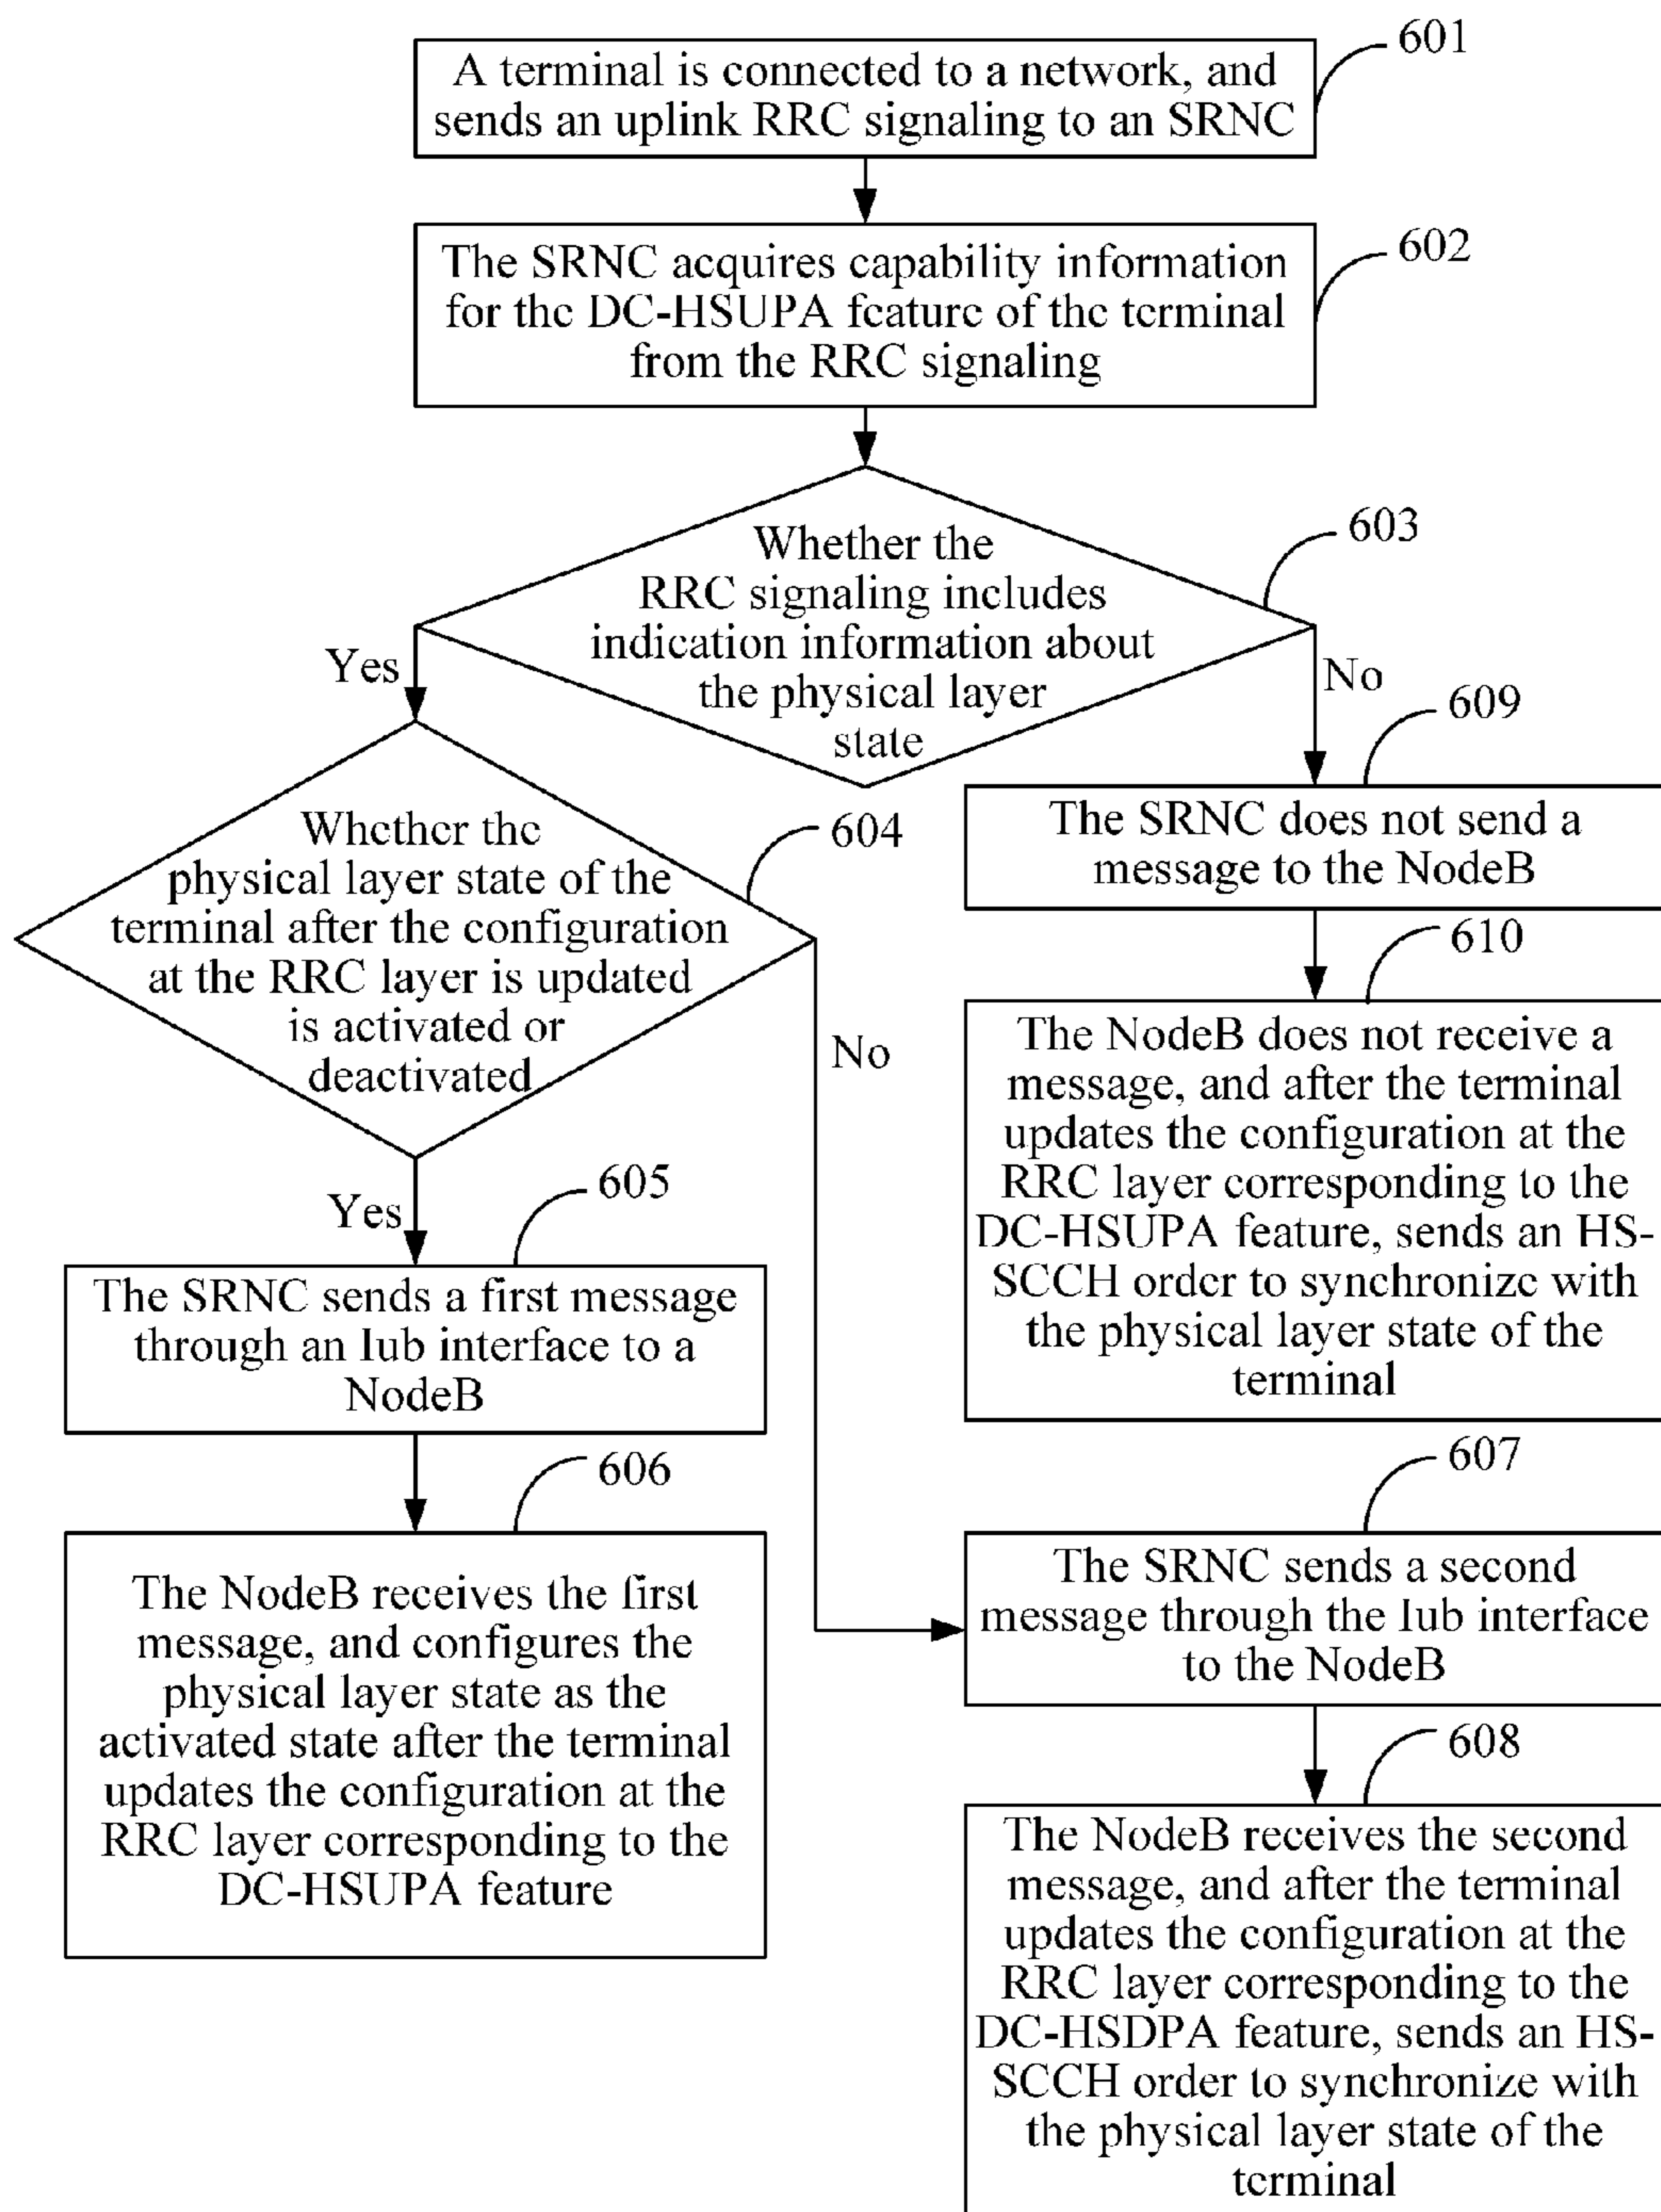 601
A terminal is connected to a network, and
sends an uplink RRC signaling to an SRNC
602
The SRNC acquires capability information
for the DC-HSUPA feature of the terminal
from the RRC signaling
603
Whether the
RRC signaling includes
indication information about
the physical layer
state
Yes
No
604
Whether the
physical layer state of the
terminal after the configuration
at the RRC layer is updated
is activated or
deactivated
Yes
No
609
The SRNC does not send a
message to the NodeB
610
The NodeB does not receive a
message, and after the terminal
updates the configuration at the
RRC layer corresponding to the
DC-HSUPA feature, sends an HS-
SCCH order to synchronize with
the physical layer state of the
terminal
605
The SRNC sends a first message
through an Iub interface to a
NodeB
606
The NodeB receives the first
message, and configures the
physical layer state as the
activated state after the terminal
updates the configuration at the
RRC layer corresponding to the
DC-HSUPA feature
607
The SRNC sends a second
message through the Iub interface
to the NodeB
608
The NodeB receives the second
message, and after the terminal
updates the configuration at the
RRC layer corresponding to the
DC-HSDPA feature, sends an HS-
SCCH order to synchronize with
the physical layer state of the
terminal